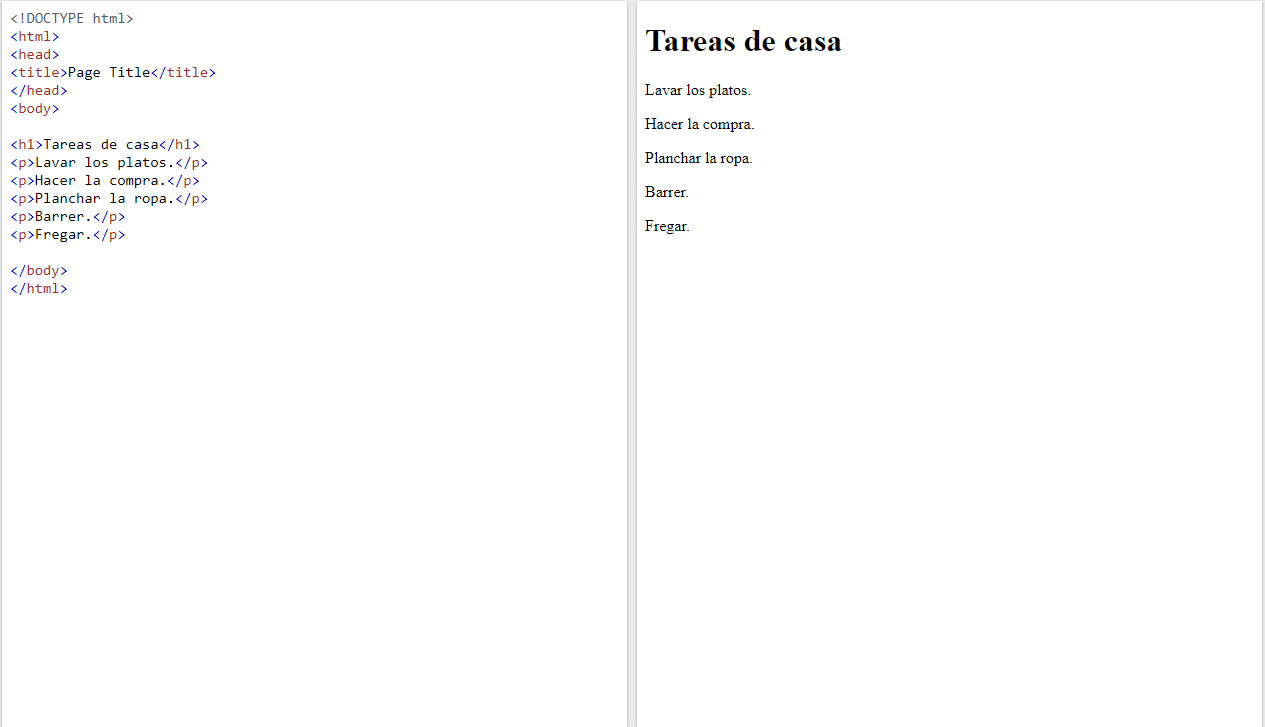 <!DOCTYPE html>
<html>
<head>
<title>Page Title</title>
</head>
<body>
<h1>Tareas de casa</h1>
<p>Lavar los platos.</p>
<p>Hacer la compra.</p>
<p>Planchar la ropa.</p>
<p>Barrer.</p>
<p>Fregar.</p>
</body>
</html>
Tareas de casa
Lavar los platos.
Hacer la compra.
Planchar la ropa.
Barrer.
Fregar.